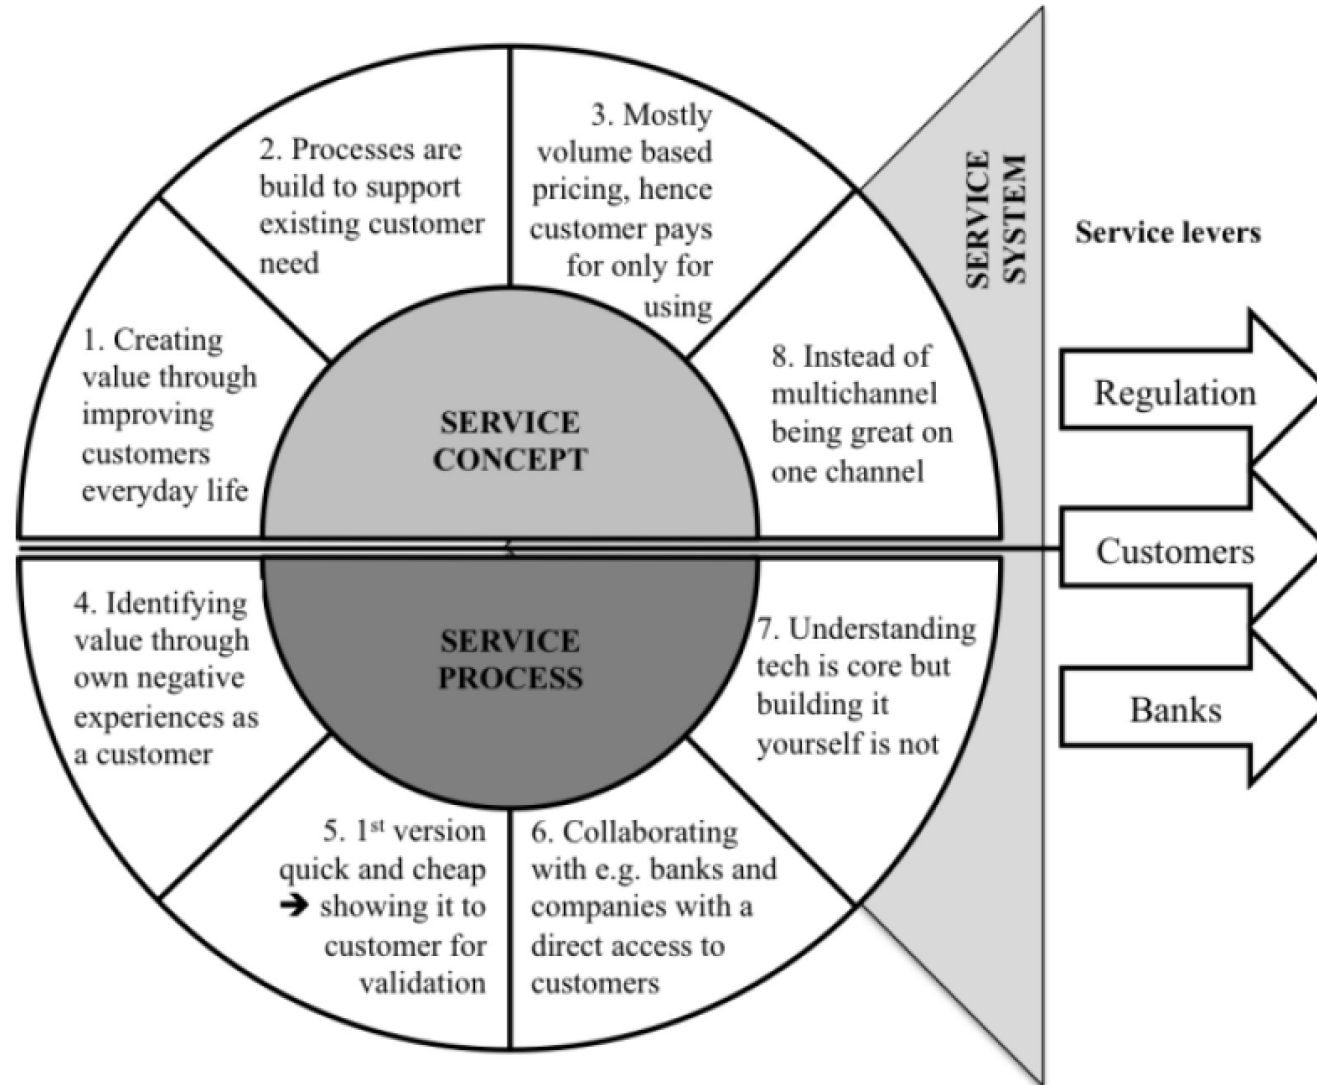 1. Creating
value through
improving
customers
everyday life
2. Processes are
build to support
existing customer
need
3. Mostly
volume based
pricing, hence
customer pays
for only for
using
8. Instead of
multichannel
being great on
one channel
SERVICE
CONCEPT
SERVICE
SYSTEM
Service levers
Regulation
Customers
Banks
4. Identifying
value through
own negative
experiences as
a customer
SERVICE
PROCESS
7. Understanding
tech is core but
building it
yourself is not
5. 1st version
quick and cheap
➔ showing it to
customer for
validation
6. Collaborating
with e.g. banks and
companies with a
direct access to
customers